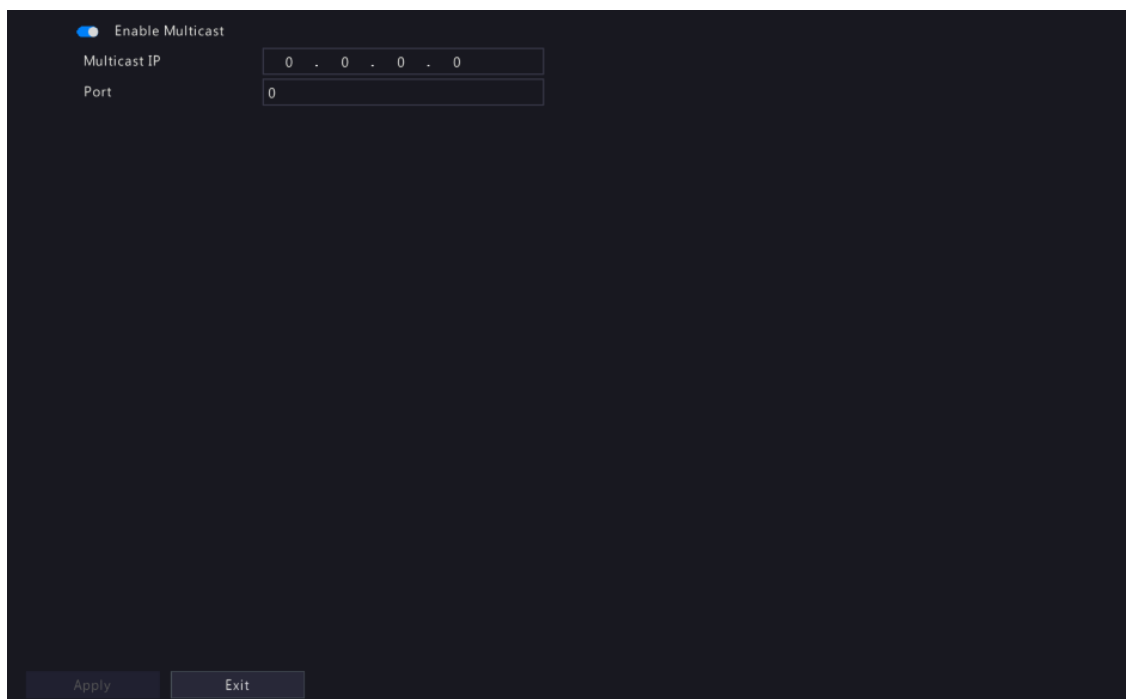 Enable Multicast
Multicast IP 0 . 0 . 0 . 0
Port 0
Apply Exit